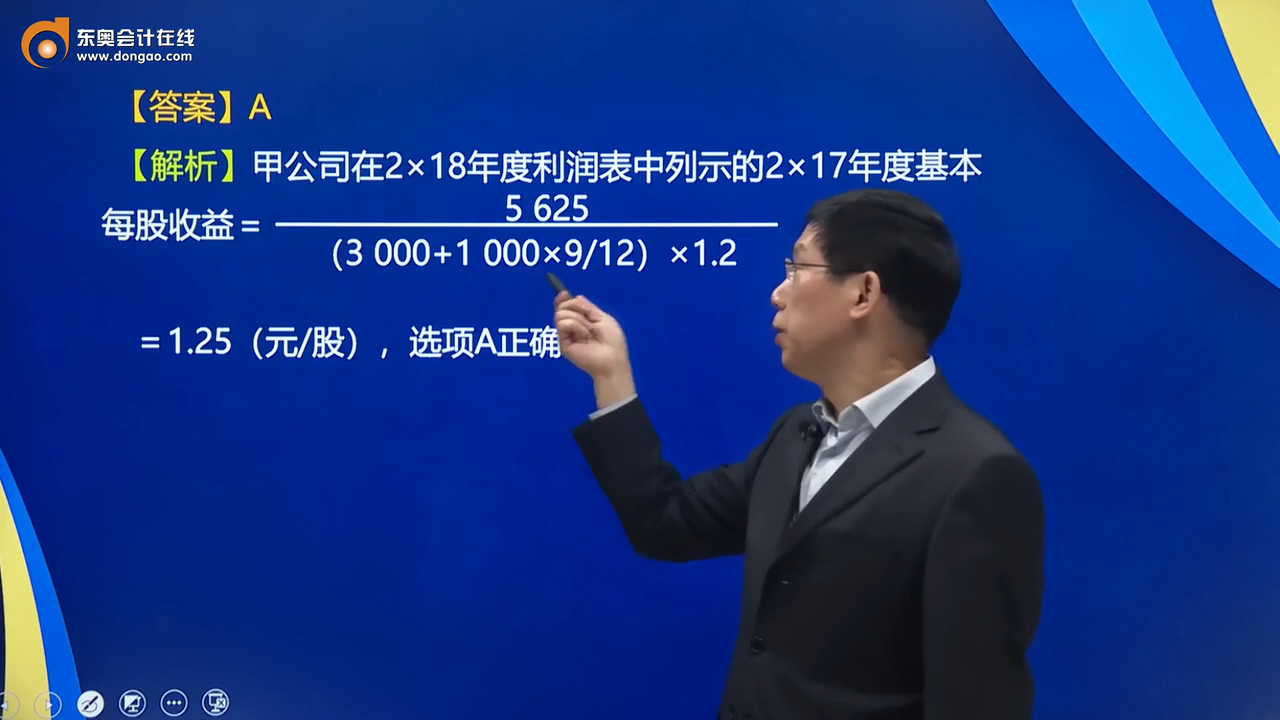 东奥会计在线
www.dongao.com
【答案】A
【解析】甲公司在2×18年度利润表中列示的2×17年度基本
5 625
每股收益=
（3 000+1 000×9/12）×1.2
=1.25（元/股），选项A正确